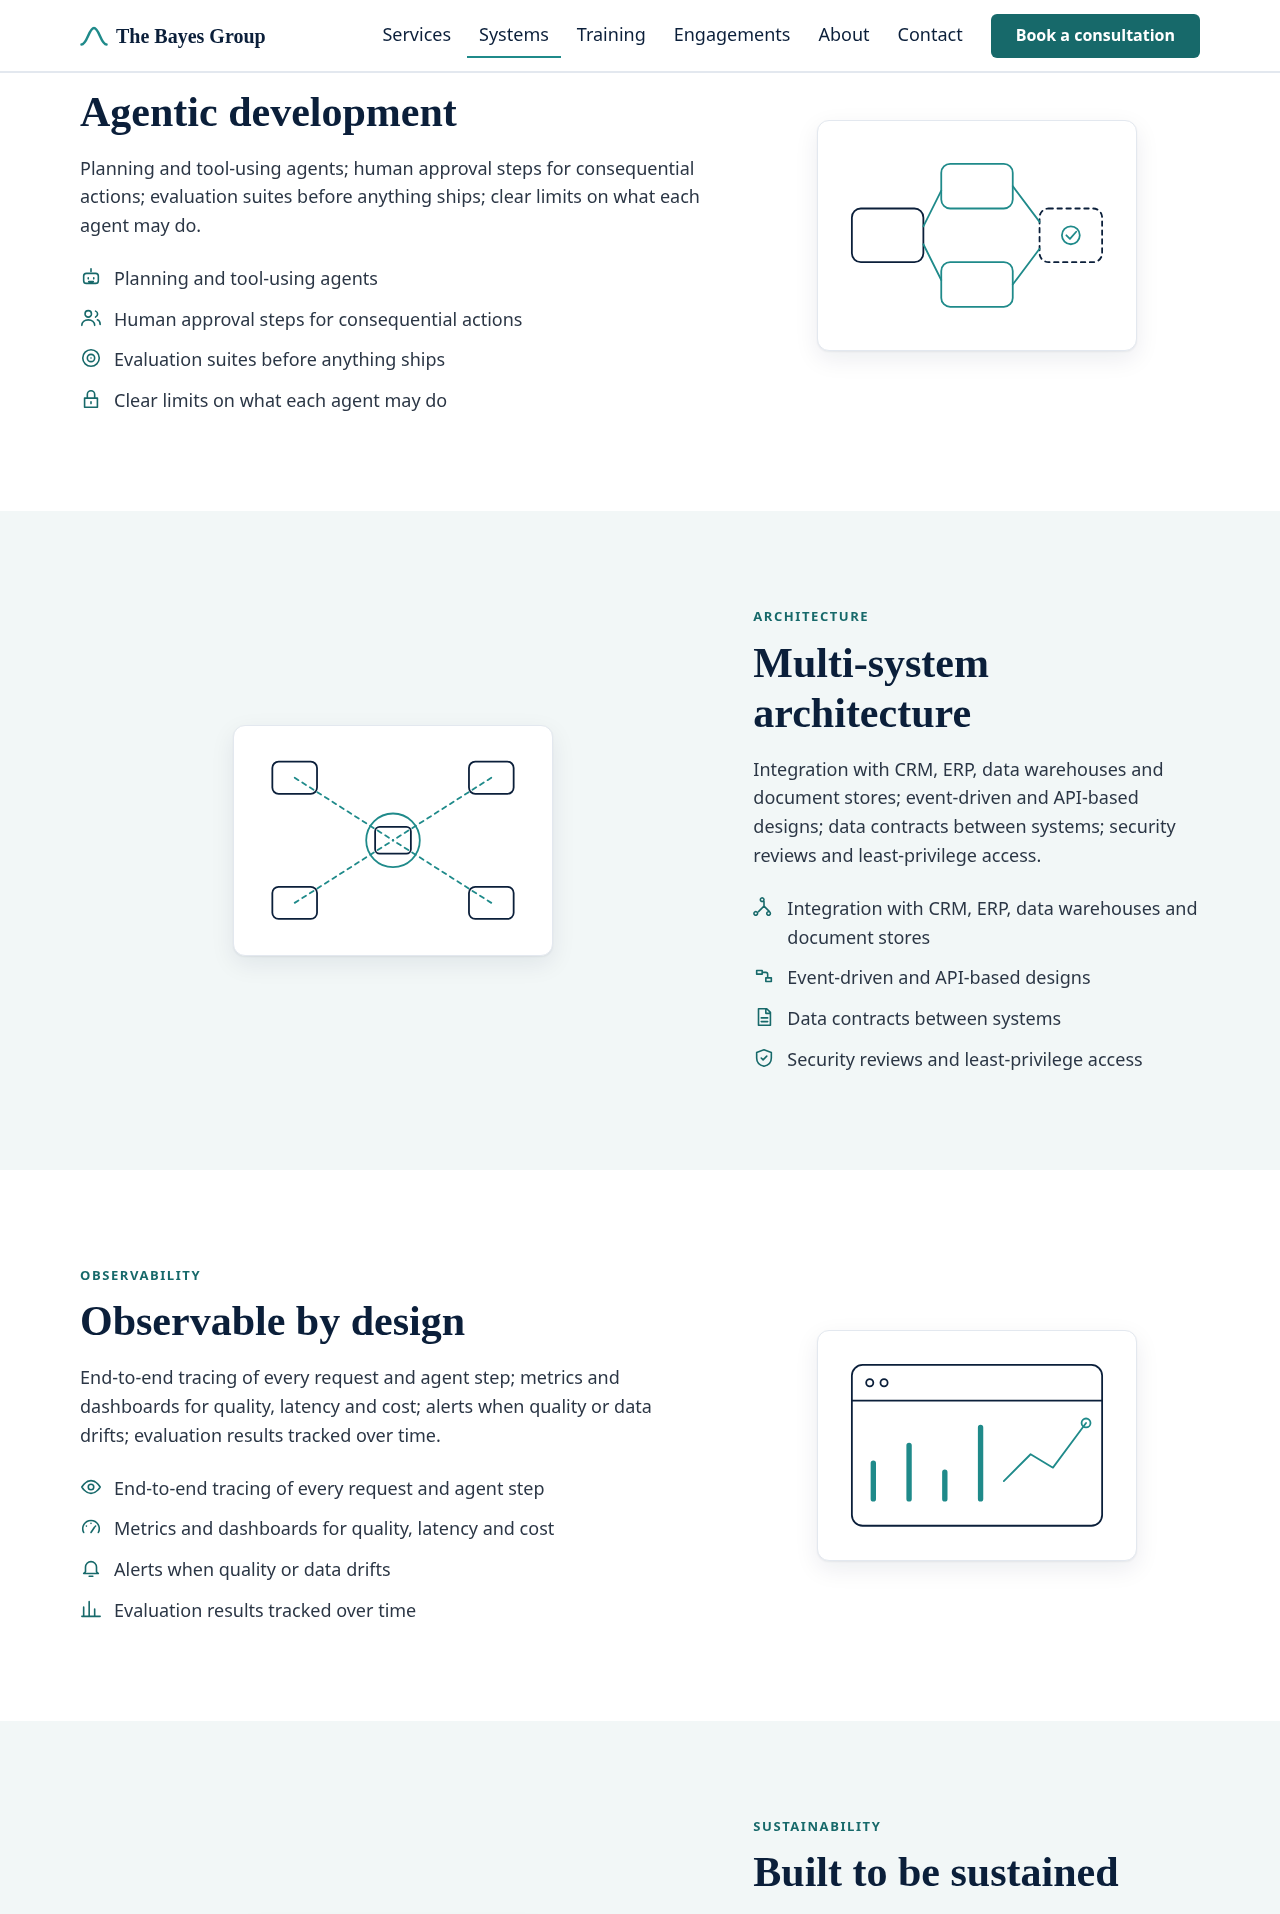 The Bayes Group
Services
Systems
Training
Engagements
About
Contact
Book a consultation
Agentic development
Planning and tool-using agents; human approval steps for consequential
actions; evaluation suites before anything ships; clear limits on what each
agent may do.
Planning and tool-using agents
Human approval steps for consequential actions
Evaluation suites before anything ships
Clear limits on what each agent may do
ARCHITECTURE
Multi-system
architecture
Integration with CRM, ERP, data warehouses and
document stores; event-driven and API-based
designs; data contracts between systems; security
reviews and least-privilege access.
Integration with CRM, ERP, data warehouses and
document stores
Event-driven and API-based designs
Data contracts between systems
Security reviews and least-privilege access
OBSERVABILITY
Observable by design
End-to-end tracing of every request and agent step; metrics and
dashboards for quality, latency and cost; alerts when quality or data
drifts; evaluation results tracked over time.
End-to-end tracing of every request and agent step
Metrics and dashboards for quality, latency and cost
Alerts when quality or data drifts
Evaluation results tracked over time
SUSTAINABILITY
Built to be sustained